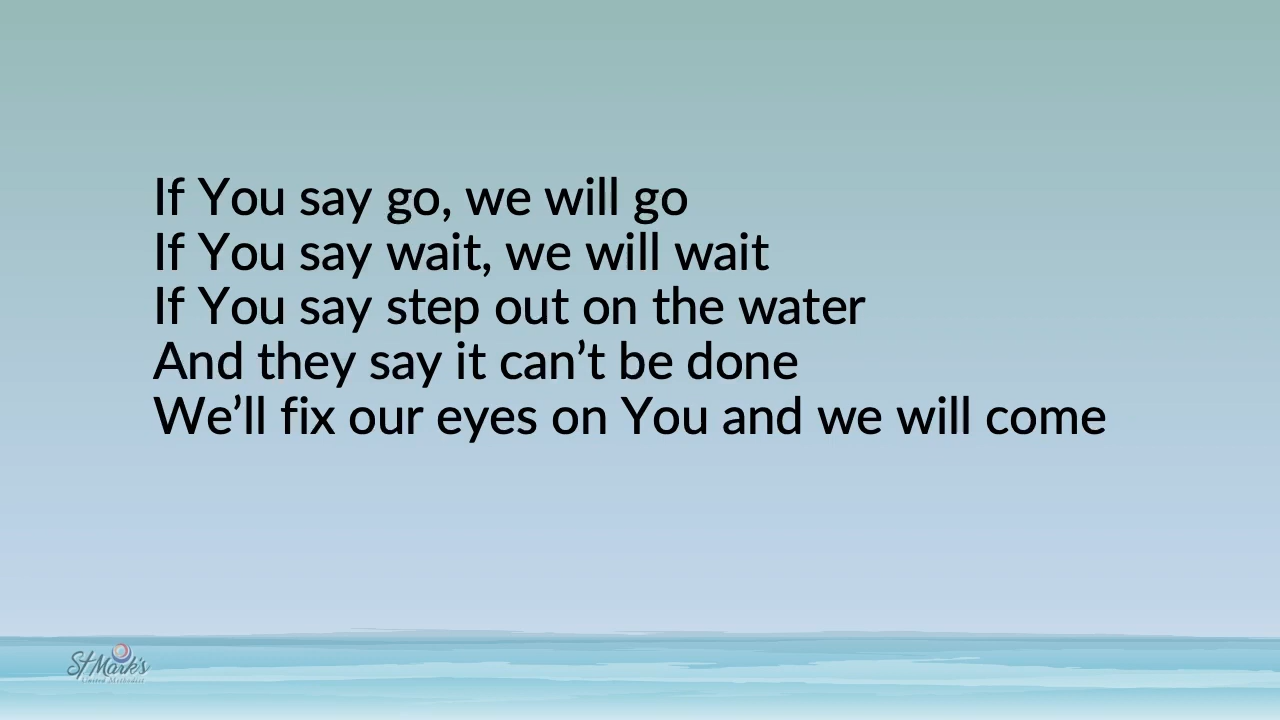 If You say go, we will go
If You say wait, we will wait
If You say step out on the water
And they say it can’t be done
We’ll fix our eyes on You and we will come
St Mark's
United Methodist